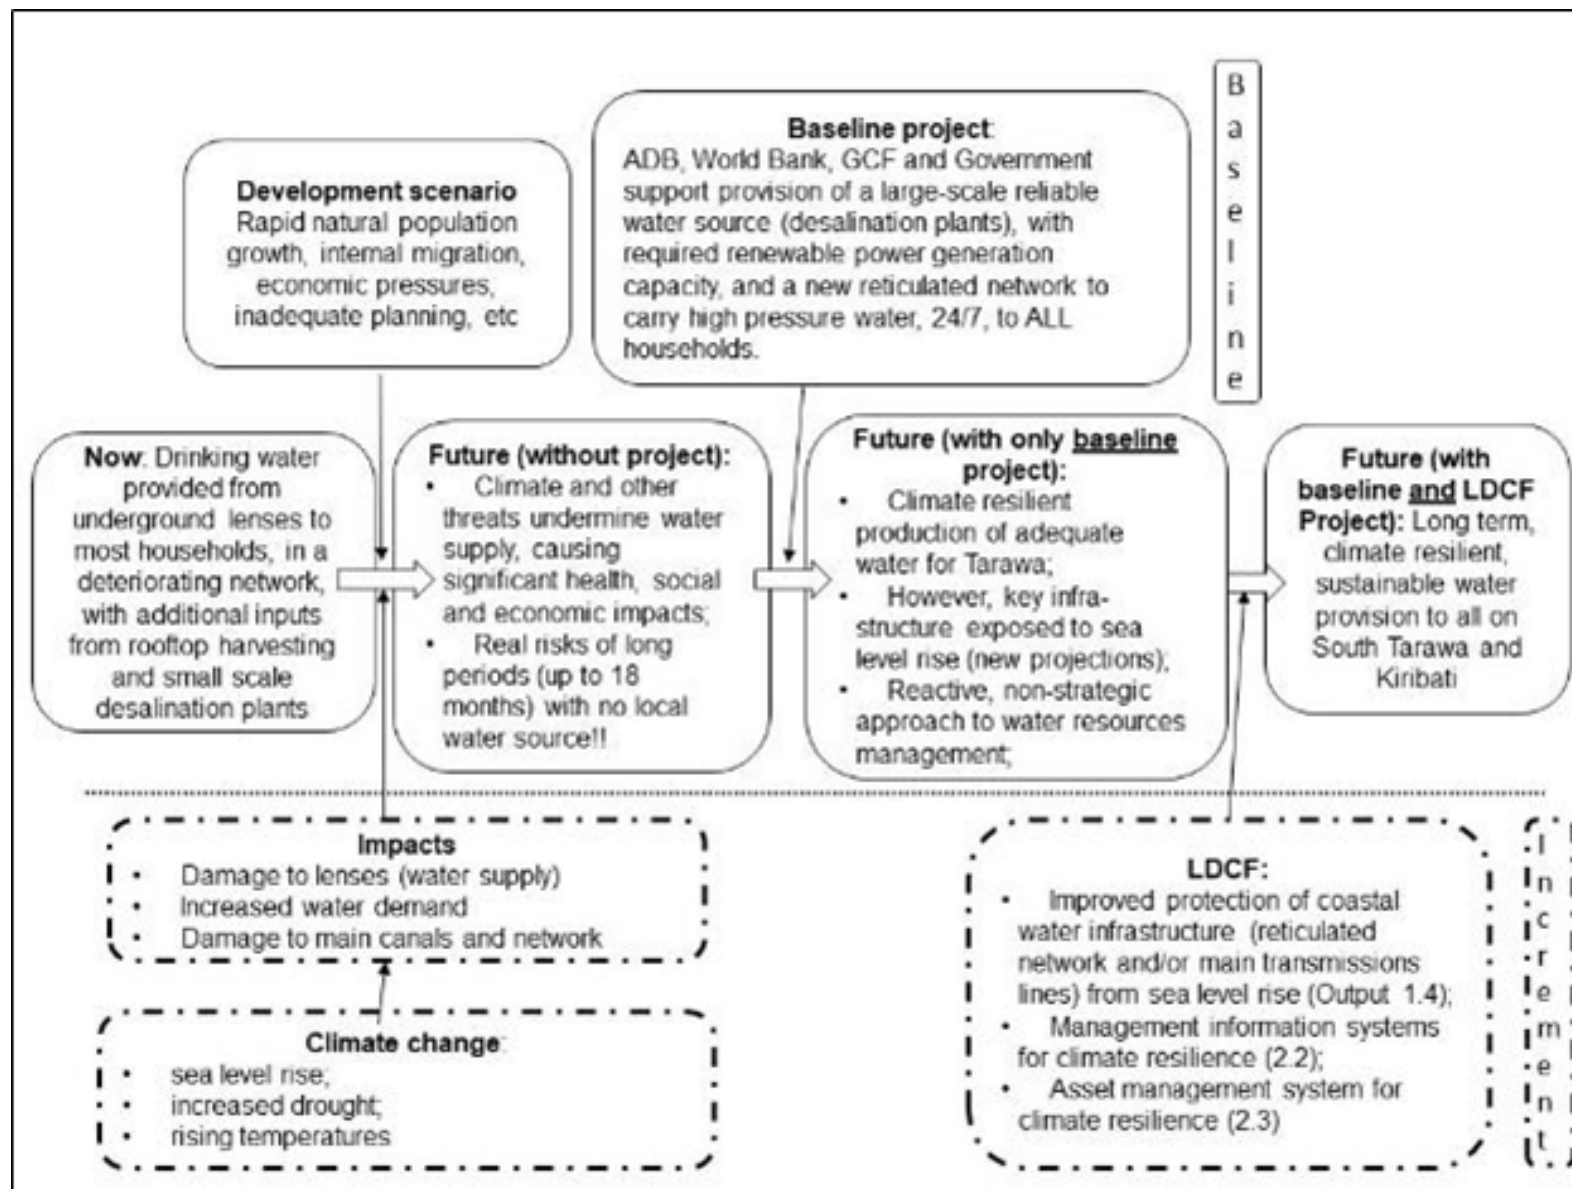 Development scenario
Rapid natural population
growth, internal migration,
economic pressures,
inadequate planning, etc
Baseline project:
ADB, World Bank, GCF and Government
support provision of a large-scale reliable
water source (desalination plants), with
required renewable power generation
capacity, and a new reticulated network to
carry high pressure water, 24/7, to ALL
households.
B
a
s
e
l
i
n
e
Now: Drinking water
provided from
underground lenses to
most households, in a
deteriorating network,
with additional inputs
from rooftop harvesting
and small scale
desalination plants
Future (without project):
• Climate and other
threats undermine water
supply, causing
significant health, social
and economic impacts;
• Real risks of long
periods (up to 18
months) with no local
water source!!
Future (with only baseline
project):
• Climate resilient
production of adequate
water for Tarawa;
• However, key infra-
structure exposed to sea
level rise (new projections);
• Reactive, non-strategic
approach to water resources
management;
Future (with
baseline and LDCF
Project): Long term,
climate resilient,
sustainable water
provision to all on
South Tarawa and
Kiribati
Impacts
• Damage to lenses (water supply)
• Increased water demand
• Damage to main canals and network
Climate change:
• sea level rise;
• increased drought;
• rising temperatures
LDCF:
• Improved protection of coastal
water infrastructure (reticulated
network and/or main transmissions
lines) from sea level rise (Output 1.4);
• Management information systems
for climate resilience (2.2);
• Asset management system for
climate resilience (2.3)
I
n
c
r
e
m
e
n
t